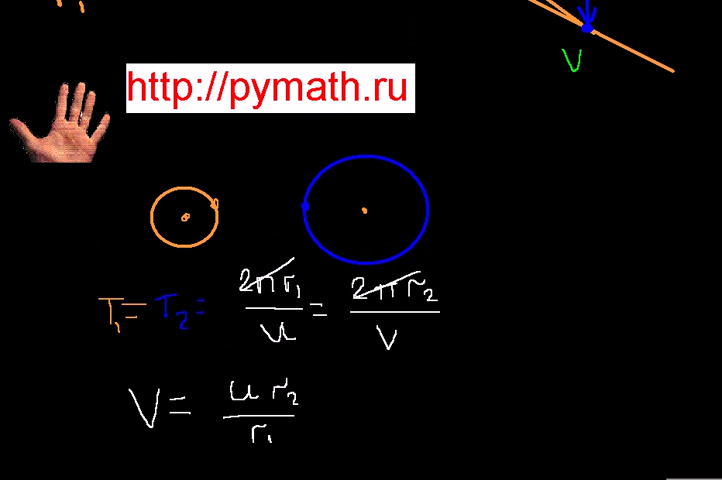 V
http://pymath.ru
T₁ = T₂ = 2πr₁/u = 2πr₂/V
V = ur₂/r₁